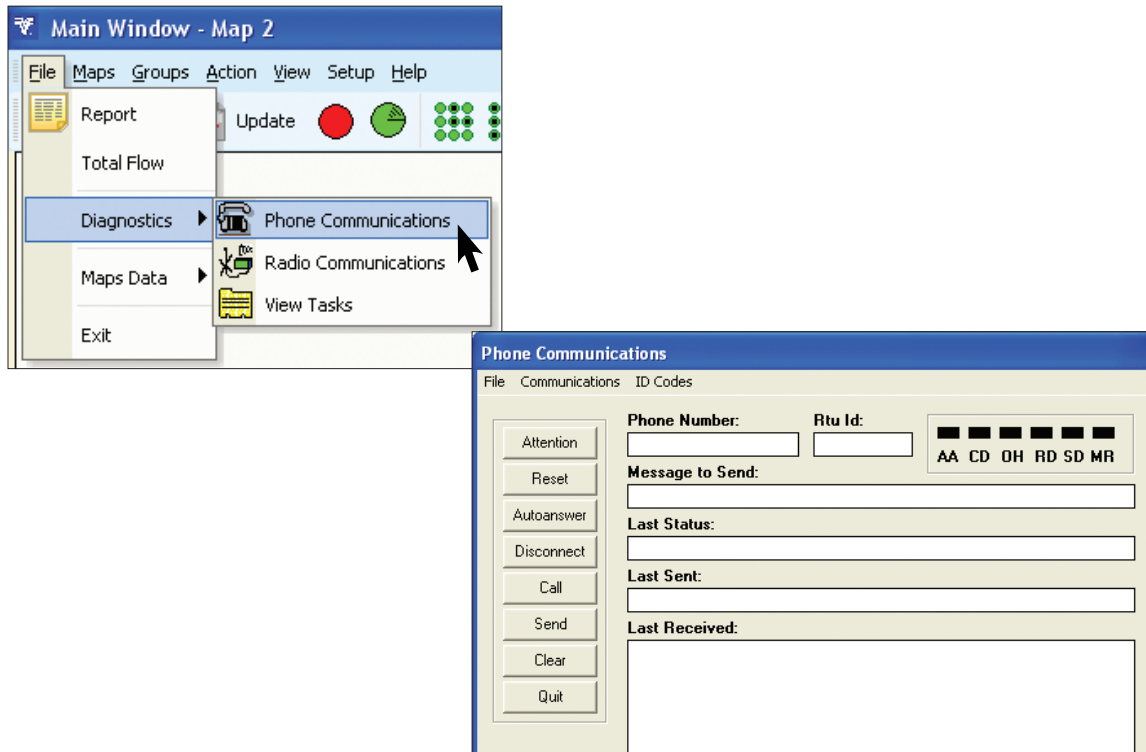 Main Window - Map 2
File Maps Groups Action View Setup Help
Report
Update
Total Flow
Diagnostics
Phone Communications
Radio Communications
View Tasks
Maps Data
Exit
Phone Communications
File Communications ID Codes
Attention
Reset
Autoanswer
Disconnect
Call
Send
Clear
Quit
Phone Number: Rtu Id:
AA CD OH RD SD MR
Message to Send:
Last Status:
Last Sent:
Last Received: